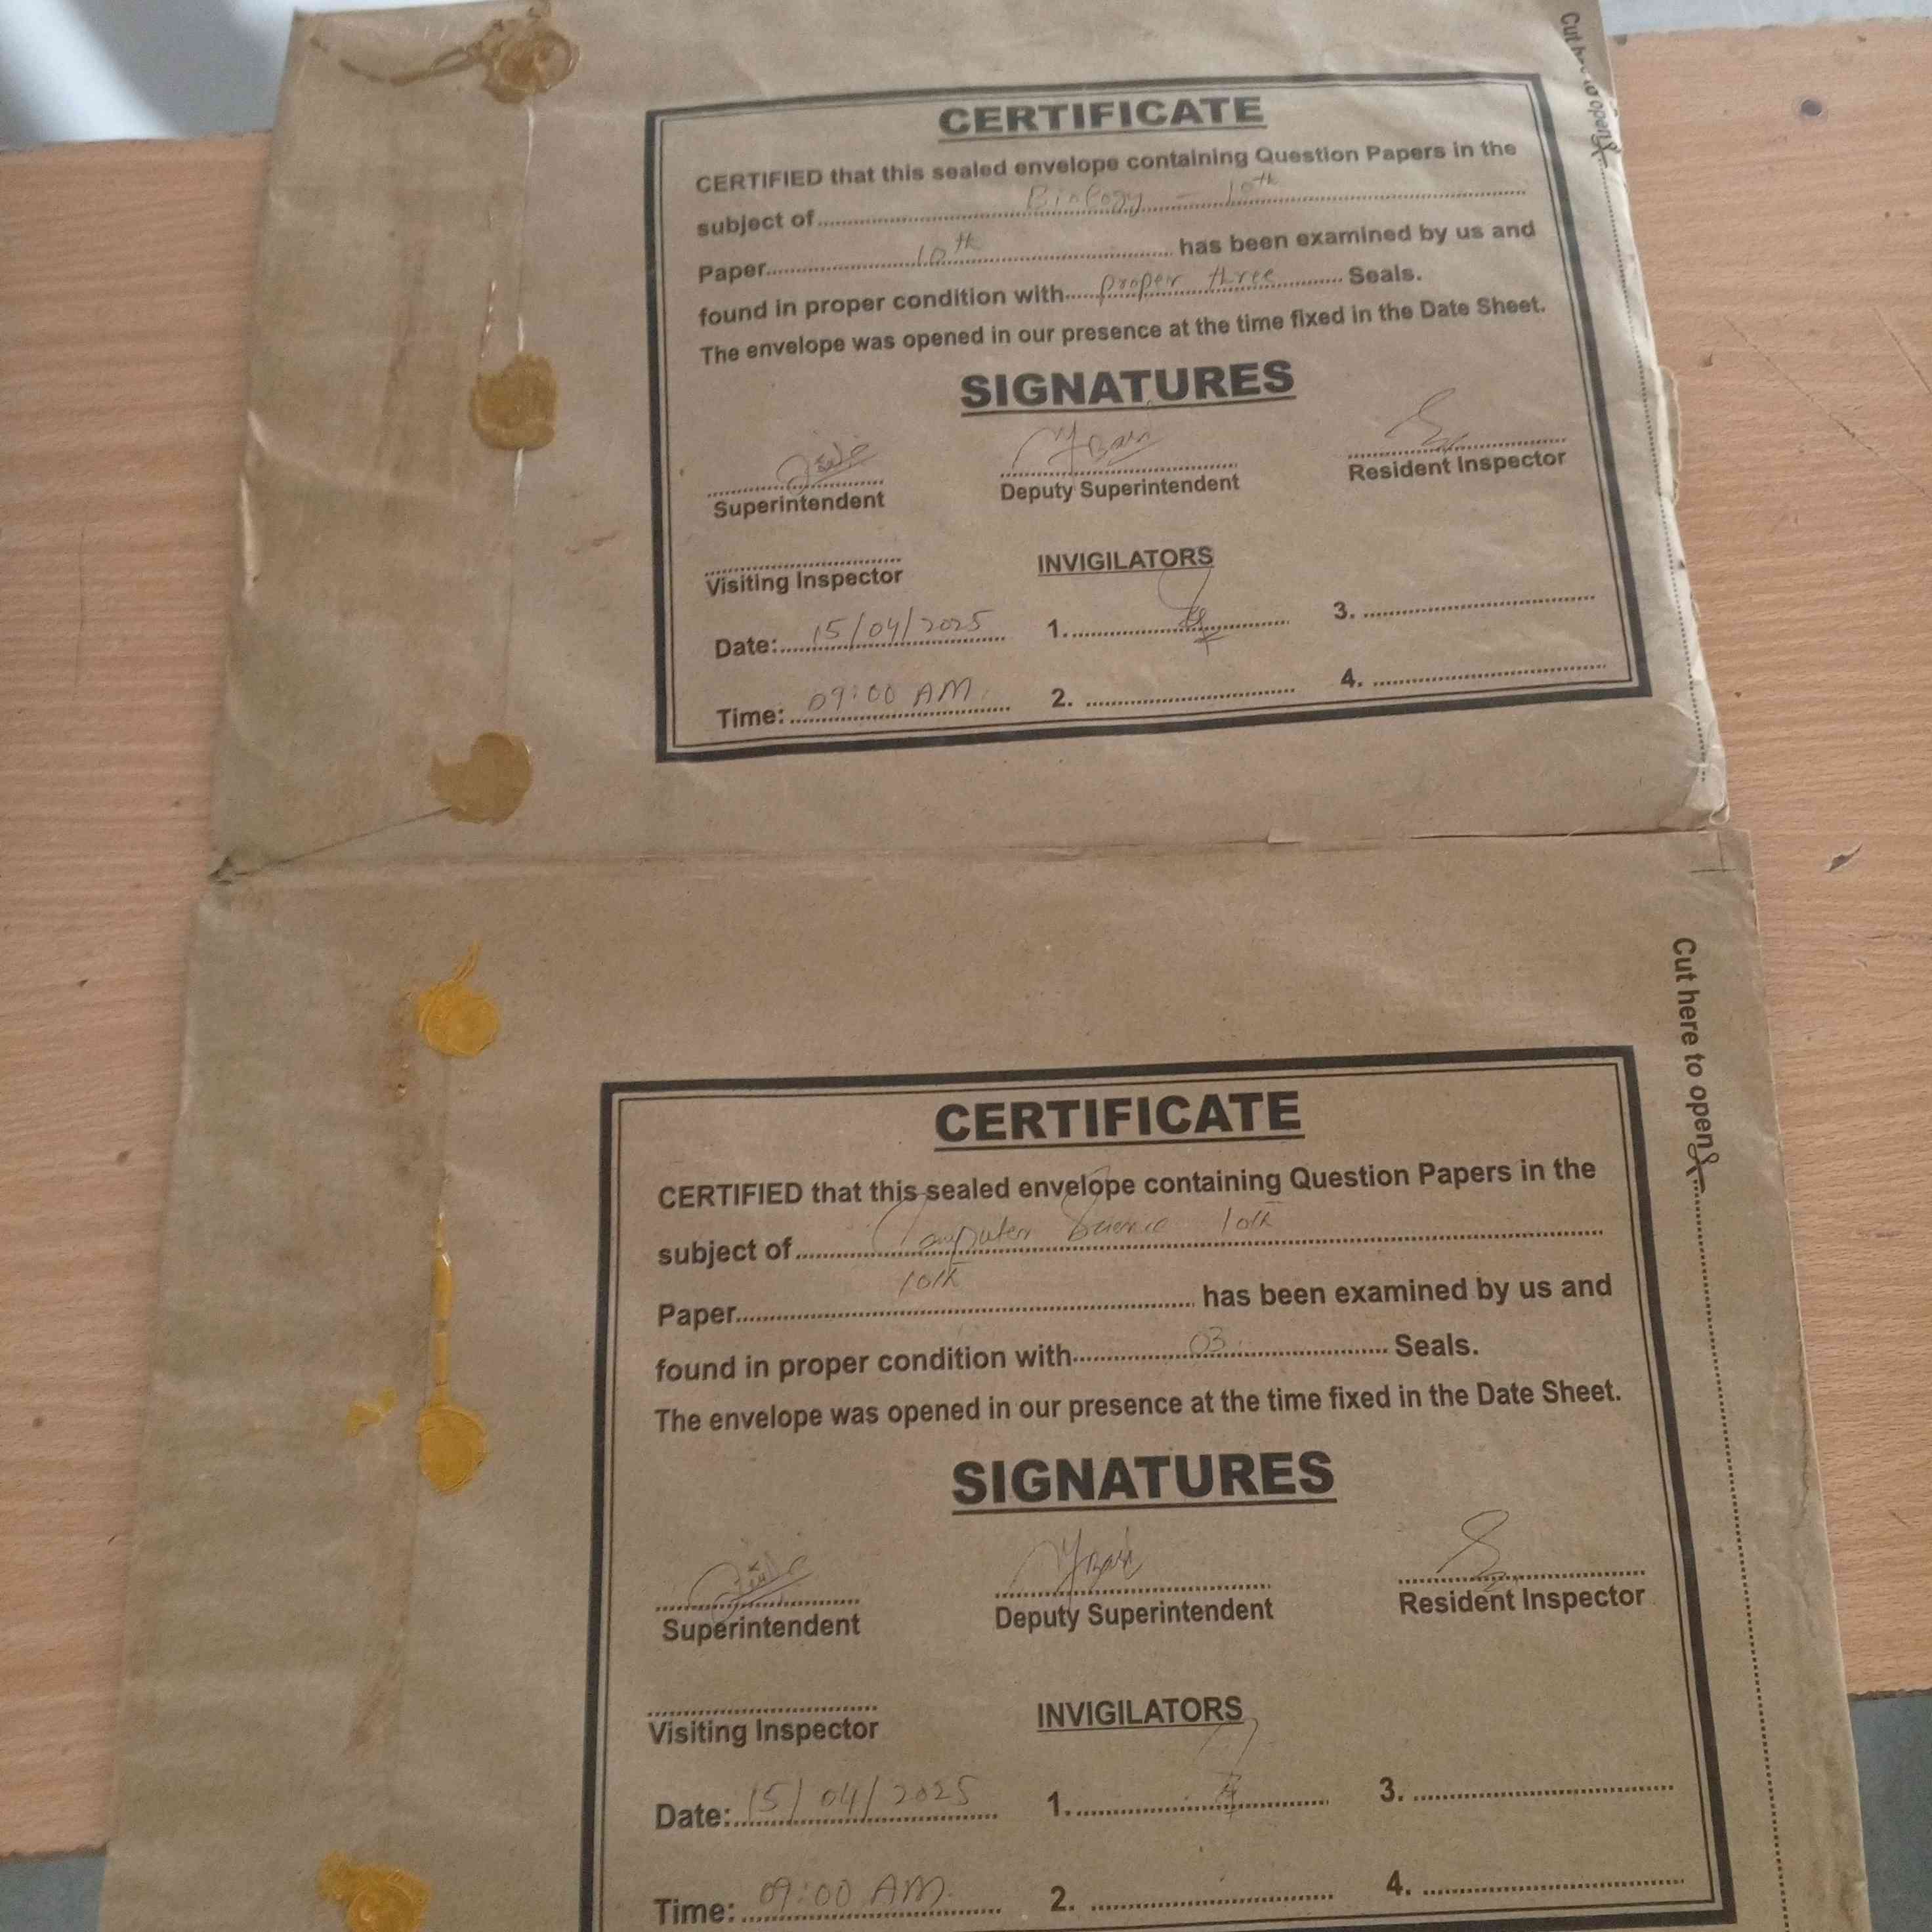 Cut here to open
CERTIFICATE
CERTIFIED that this sealed envelope containing Question Papers in the
subject of Biology - 10th
Paper 10th has been examined by us and
found in proper condition with proper three Seals.
The envelope was opened in our presence at the time fixed in the Date Sheet.
SIGNATURES
Superintendent Deputy Superintendent Resident Inspector
Visiting Inspector INVIGILATORS
Date: 15/04/2025 1. 3.
Time: 09:00 AM. 2. 4.
Cut here to open
CERTIFICATE
CERTIFIED that this sealed envelope containing Question Papers in the
subject of Computer Science 10th
Paper 10th has been examined by us and
found in proper condition with 03 Seals.
The envelope was opened in our presence at the time fixed in the Date Sheet.
SIGNATURES
Superintendent Deputy Superintendent Resident Inspector
Visiting Inspector INVIGILATORS
Date: 15/04/2025 1. 3.
Time: 09:00 AM. 2. 4.